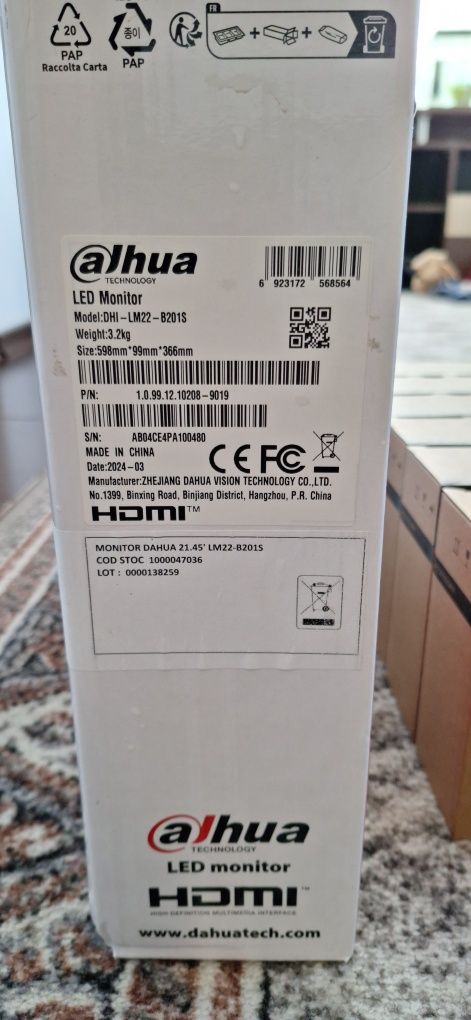 FR
20
PAP
Raccolta Carta
종이
PAP
alhua
TECHNOLOGY
LED Monitor
Model:DHI-LM22-B201S
Weight:3.2kg
Size:598mm*99mm*366mm
6 923172 568564
P/N: 1.0.99.12.10208-9019
S/N: AB04CE4PA100480
MADE IN CHINA
Date:2024-03
CE FC
Manufacturer:ZHEJIANG DAHUA VISION TECHNOLOGY CO.,LTD.
No.1399, Binxing Road, Binjiang District, Hangzhou, P.R. China
HDMI™
MONITOR DAHUA 21.45' LM22-B201S
COD STOC 1000047036
LOT : 0000138259
alhua
TECHNOLOGY
LED monitor
HDMI™
HIGH-DEFINITION MULTIMEDIA INTERFACE
www.dahuatech.com